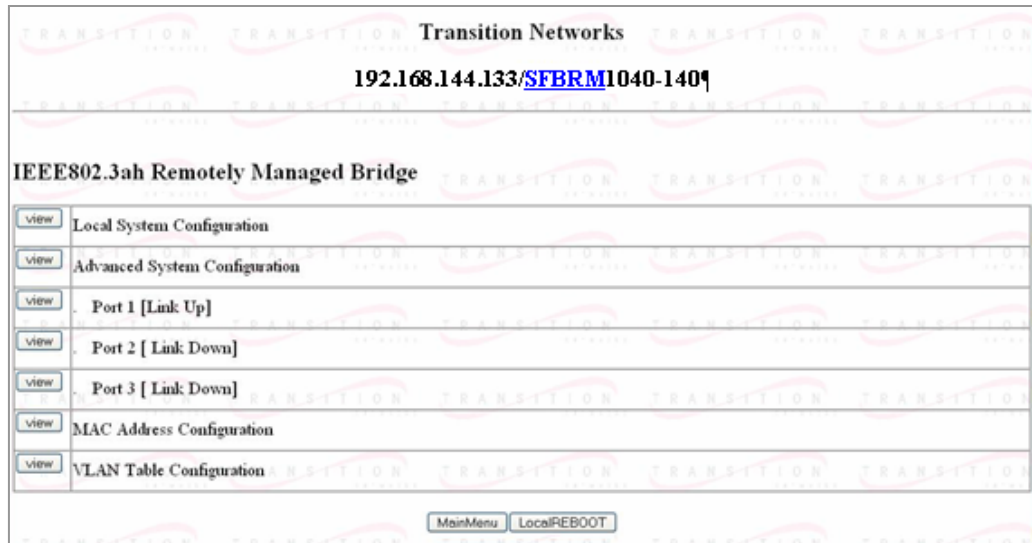 Transition Networks
192.168.144.133/SFBRM1040-140¶
IEEE802.3ah Remotely Managed Bridge
view Local System Configuration
view Advanced System Configuration
view . Port 1 [Link Up]
view . Port 2 [ Link Down]
view . Port 3 [ Link Down]
view MAC Address Configuration
view VLAN Table Configuration
MainMenu LocalREBOOT